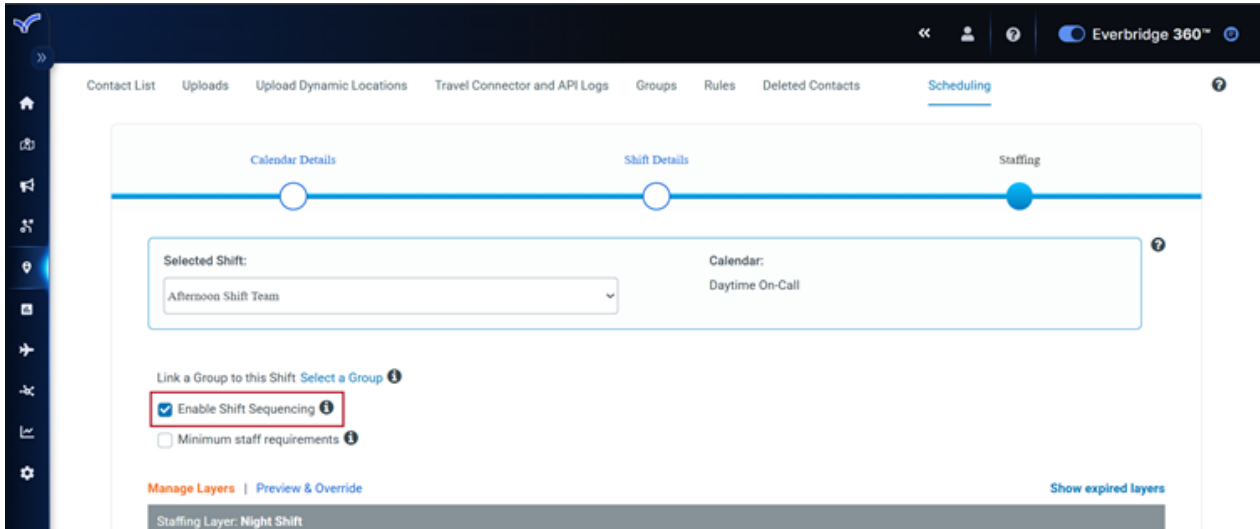 Everbridge 360™
Contact List Uploads Upload Dynamic Locations Travel Connector and API Logs Groups Rules Deleted Contacts Scheduling
Calendar Details Shift Details Staffing
Selected Shift: Calendar:
Afternoon Shift Team Daytime On-Call
Link a Group to this Shift Select a Group
Enable Shift Sequencing
Minimum staff requirements
Manage Layers | Preview & Override Show expired layers
Staffing Layer: Night Shift